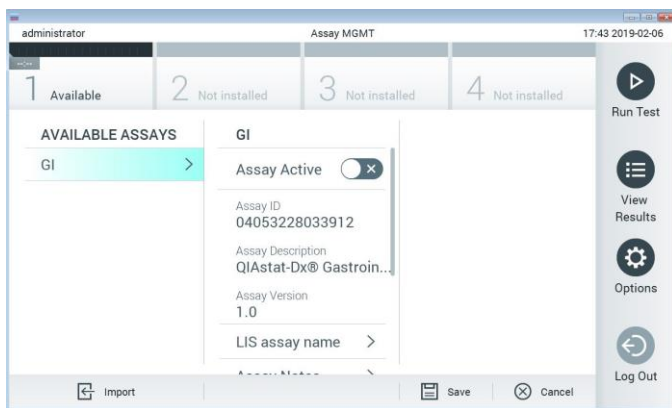 administrator Assay MGMT 17:43 2019-02-06
1 Available 2 Not installed 3 Not installed 4 Not installed
Run Test
AVAILABLE ASSAYS
GI
GI
Assay Active
Assay ID
04053228033912
Assay Description
QIAstat-Dx® Gastroin...
Assay Version
1.0
LIS assay name
Assay Notes
View
Results
Options
Log Out
Import Save Cancel